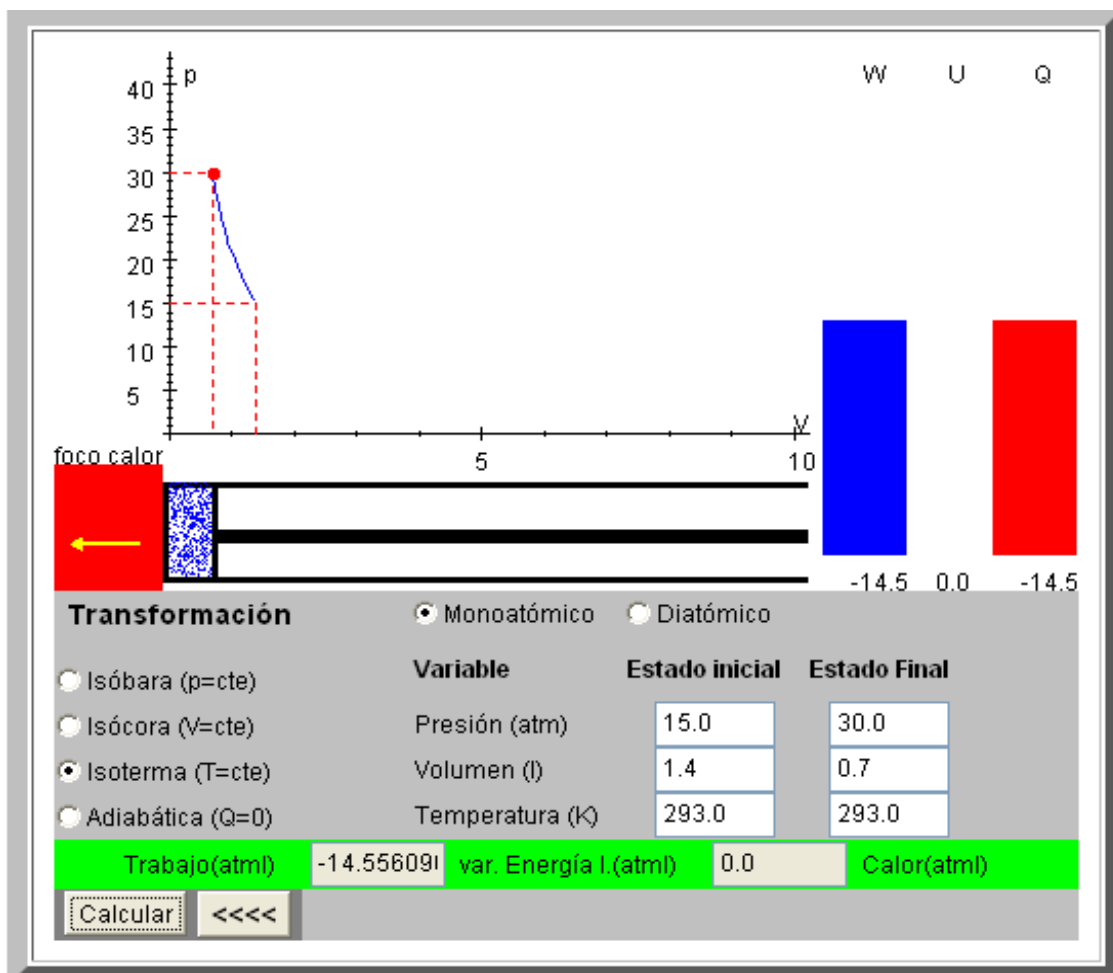 p
W U Q
40
35
30
25
20
15
10
5
V
foco calor
5 10
-14.5 0.0 -14.5
Transformación
Monoatómico Diatómico
Isóbara (p=cte)
Isócora (V=cte)
Isoterma (T=cte)
Adiabática (Q=0)
Variable Estado inicial Estado Final
Presión (atm) 15.0 30.0
Volumen (l) 1.4 0.7
Temperatura (K) 293.0 293.0
Trabajo(atml) -14.55609 var. Energía I.(atml) 0.0 Calor(atml)
Calcular <<<<